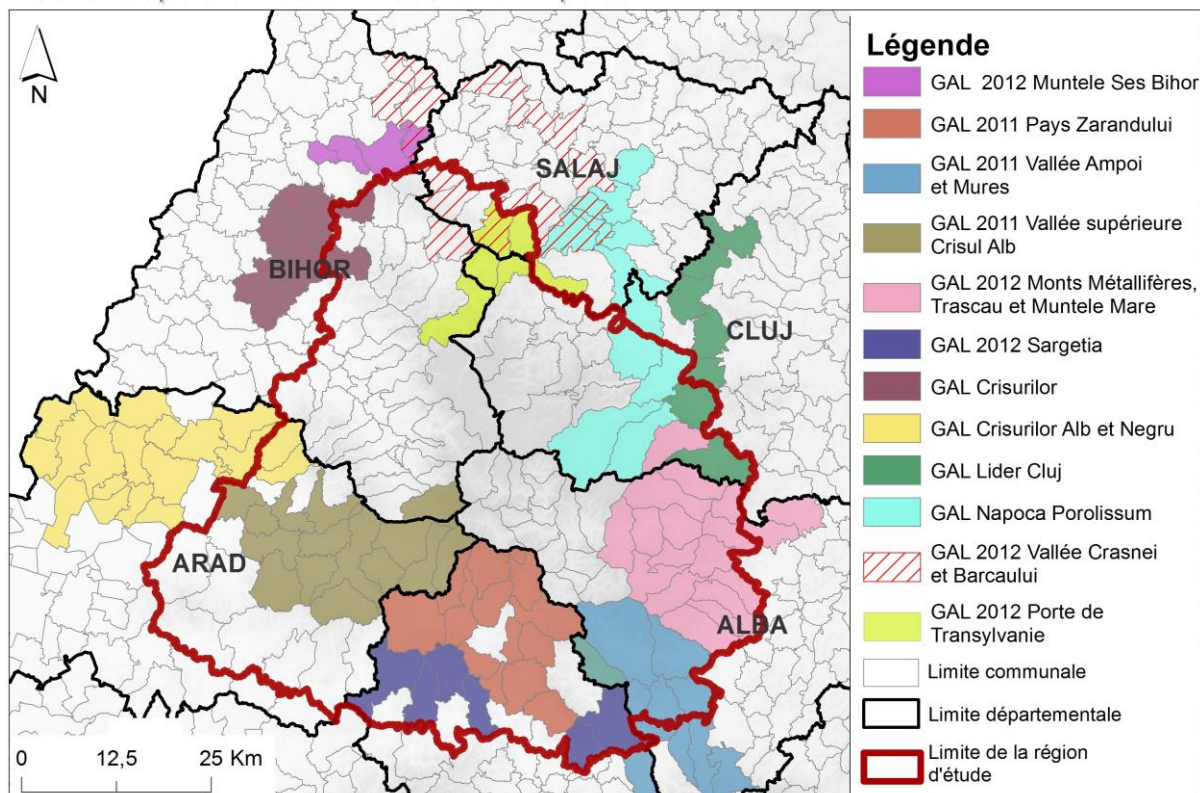 N
SALAJ
BIHOR
CLUJ
ARAD
ALBA
0 12,5 25 Km
Légende
GAL 2012 Muntele Ses Bihor
GAL 2011 Pays Zarandului
GAL 2011 Vallée Ampoi
et Mures
GAL 2011 Vallée supérieure
Crisul Alb
GAL 2012 Monts Métallifères,
Trascau et Muntele Mare
GAL 2012 Sargetia
GAL Crisurilor
GAL Crisurilor Alb et Negru
GAL Lider Cluj
GAL Napoca Porolissum
GAL 2012 Vallée Crasnei
et Barcaului
GAL 2012 Porte de
Transylvanie
Limite communale
Limite départementale
Limite de la région
d'étude